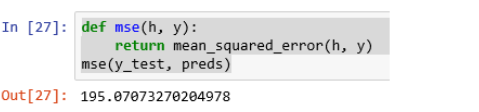 In [27]: def mse(h, y):
    return mean_squared_error(h, y)
mse(y_test, preds)
Out[27]: 195.07073270204978